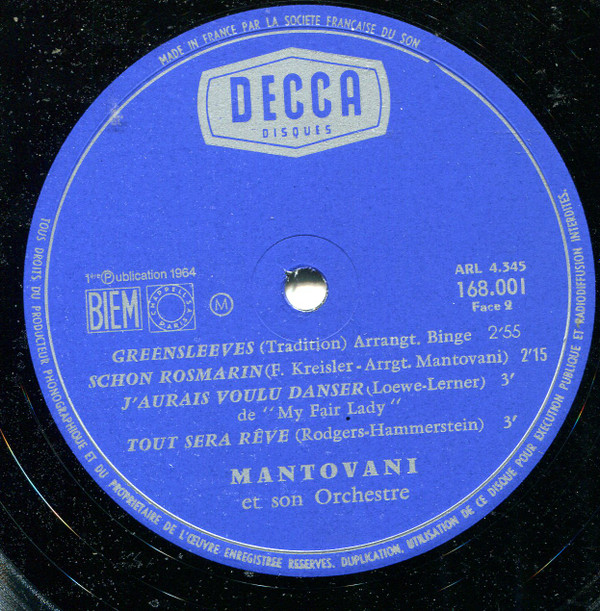 MADE IN FRANCE PAR LA SOCIETE FRANÇAISE DU SON
DECCA
DISQUES
1ère Ⓟublication 1964
BIEM
CHAPPELL
PARIS
M
ARL 4.345
168.001
Face 2
GREENSLEEVES (Tradition) Arrangt. Binge 2'55
SCHON ROSMARIN (F. Kreisler - Arrgt. Mantovani) 2'15
J'AURAIS VOULU DANSER (Loewe-Lerner) 3'
de "My Fair Lady"
TOUT SERA RÊVE (Rodgers-Hammerstein) 3'
MANTOVANI
et son Orchestre
TOUS DROITS DU PRODUCTEUR PHONOGRAPHIQUE ET DU PROPRIETAIRE DE L'ŒUVRE ENREGISTREE RESERVES. DUPLICATION, UTILISATION DE CE DISQUE POUR EXECUTION PUBLIQUE ET RADIODIFFUSION INTERDITES.